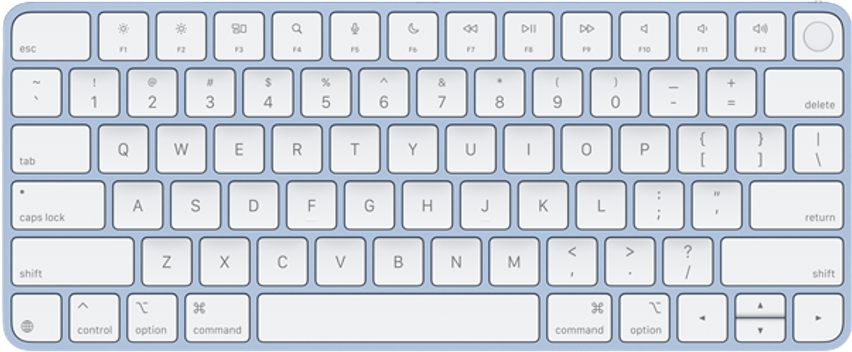 esc F1 F2 F3 F4 F5 F6 F7 F8 F9 F10 F11 F12
~ ! @ # $ % ^ & * ( ) _ +
` 1 2 3 4 5 6 7 8 9 0 - = delete
tab Q W E R T Y U I O P { [ } ] | \
caps lock A S D F G H J K L : ; " ' return
shift Z X C V B N M < , > . ? / shift
control option command command option